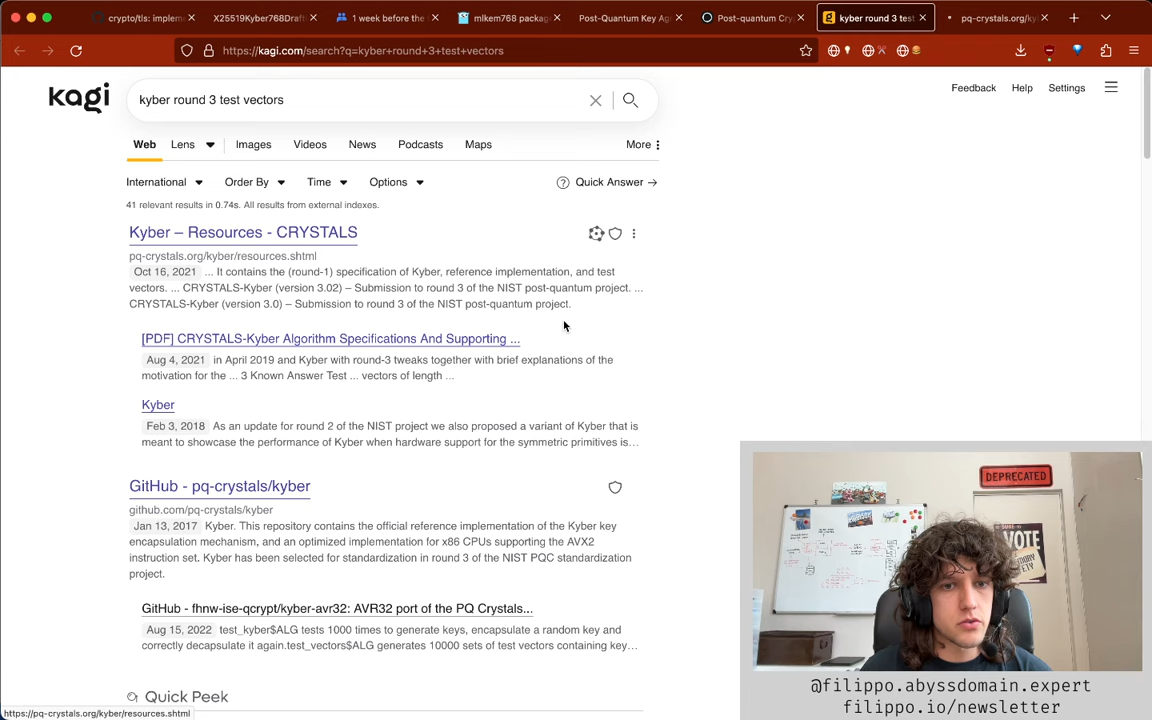 crypto/tls: implem
X25519Kyber768Draft
1 week before the
mlkem768 packag
Post-Quantum Key Ag
Post-quantum Cry
kyber round 3 test
pq-crystals.org/ky
https://kagi.com/search?q=kyber+round+3+test+vectors
kagi
kyber round 3 test vectors
Feedback
Help
Settings
Web
Lens
Images
Videos
News
Podcasts
Maps
More
International
Order By
Time
Options
Quick Answer
41 relevant results in 0.74s. All results from external indexes.
Kyber – Resources - CRYSTALS
pq-crystals.org/kyber/resources.shtml
Oct 16, 2021 ... It contains the (round-1) specification of Kyber, reference implementation, and test
vectors. ... CRYSTALS-Kyber (version 3.02) – Submission to round 3 of the NIST post-quantum project. ...
CRYSTALS-Kyber (version 3.0) – Submission to round 3 of the NIST post-quantum project.
[PDF] CRYSTALS-Kyber Algorithm Specifications And Supporting ...
Aug 4, 2021 in April 2019 and Kyber with round-3 tweaks together with brief explanations of the
motivation for the ... 3 Known Answer Test ... vectors of length ...
Kyber
Feb 3, 2018 As an update for round 2 of the NIST project we also proposed a variant of Kyber that is
meant to showcase the performance of Kyber when hardware support for the symmetric primitives is...
GitHub - pq-crystals/kyber
github.com/pq-crystals/kyber
Jan 13, 2017 Kyber. This repository contains the official reference implementation of the Kyber key
encapsulation mechanism, and an optimized implementation for x86 CPUs supporting the AVX2
instruction set. Kyber has been selected for standardization in round 3 of the NIST PQC standardization
project.
GitHub - fhnw-ise-qcrypt/kyber-avr32: AVR32 port of the PQ Crystals...
Aug 15, 2022 test_kyber$ALG tests 1000 times to generate keys, encapsulate a random key and
correctly decapsulate it again.test_vectors$ALG generates 10000 sets of test vectors containing key...
Quick Peek
https://pq-crystals.org/kyber/resources.shtml
DEPRECATED
VOTE
@filippo.abyssdomain.expert
filippo.io/newsletter